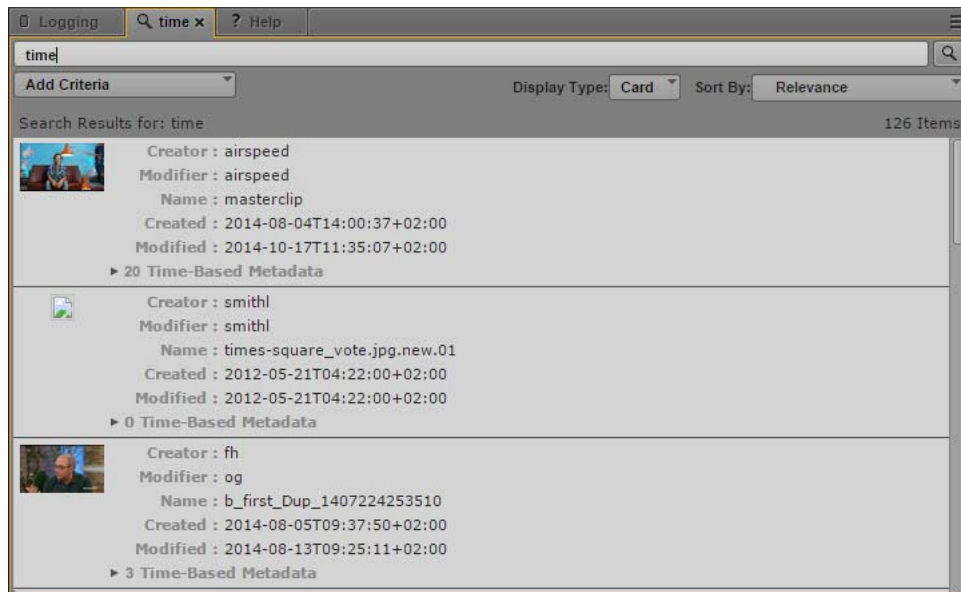 Logging time × ? Help
time
Add Criteria Display Type: Card Sort By: Relevance
Search Results for: time 126 Items
Creator : airspeed
Modifier : airspeed
Name : masterclip
Created : 2014-08-04T14:00:37+02:00
Modified : 2014-10-17T11:35:07+02:00
20 Time-Based Metadata
Creator : smithl
Modifier : smithl
Name : times-square_vote.jpg.new.01
Created : 2012-05-21T04:22:00+02:00
Modified : 2012-05-21T04:22:00+02:00
0 Time-Based Metadata
Creator : fh
Modifier : og
Name : b_first_Dup_1407224253510
Created : 2014-08-05T09:37:50+02:00
Modified : 2014-08-13T09:25:11+02:00
3 Time-Based Metadata